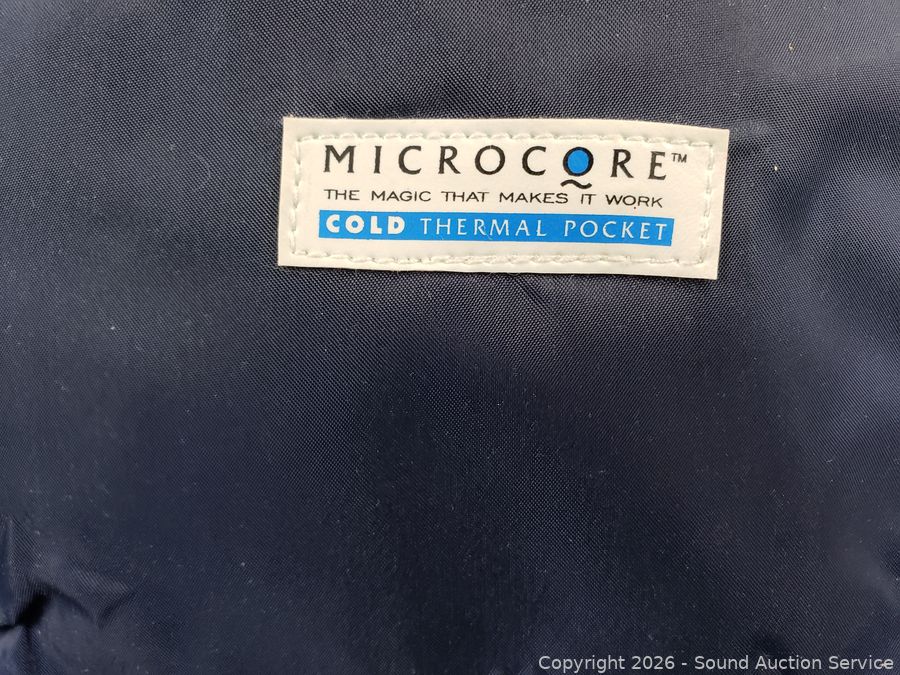 MICROCORE™
THE MAGIC THAT MAKES IT WORK
COLD THERMAL POCKET
Copyright 2026 - Sound Auction Service